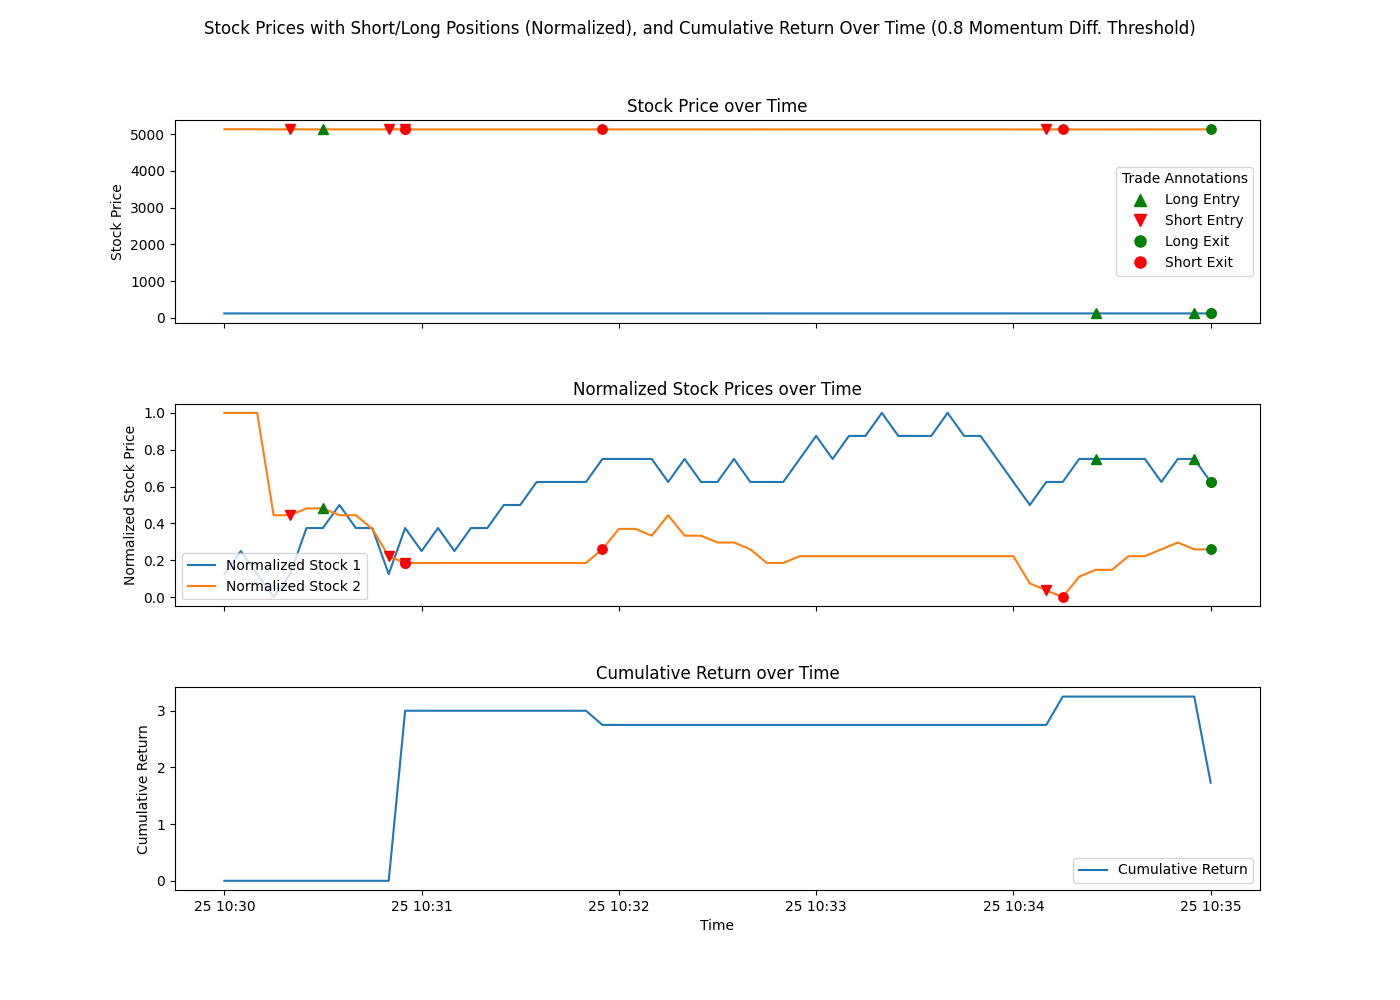 Stock Prices with Short/Long Positions (Normalized), and Cumulative Return Over Time (0.8 Momentum Diff. Threshold)
Stock Price over Time
Stock Price
5000
4000
3000
2000
1000
0
Trade Annotations
Long Entry
Short Entry
Long Exit
Short Exit
Normalized Stock Prices over Time
Normalized Stock Price
1.0
0.8
0.6
0.4
0.2
0.0
Normalized Stock 1
Normalized Stock 2
Cumulative Return over Time
Cumulative Return
3
2
1
0
Cumulative Return
25 10:30 25 10:31 25 10:32 25 10:33 25 10:34 25 10:35
Time